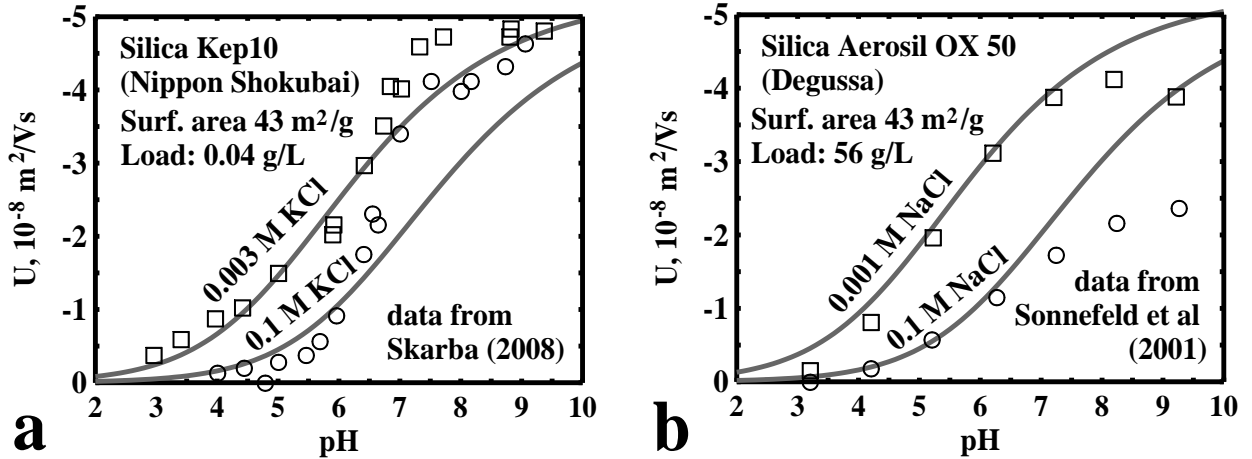 -5
-4
-3
-2
-1
0
U, 10⁻⁸ m²/Vs
Silica Kep10
(Nippon Shokubai)
Surf. area 43 m²/g
Load: 0.04 g/L
0.003 M KCl
0.1 M KCl
data from
Skarba (2008)
2 3 4 5 6 7 8 9 10
pH
a
-5
-4
-3
-2
-1
0
U, 10⁻⁸ m²/Vs
Silica Aerosil OX 50
(Degussa)
Surf. area 43 m²/g
Load: 56 g/L
0.001 M NaCl
0.1 M NaCl
data from
Sonnefeld et al
(2001)
2 3 4 5 6 7 8 9 10
pH
b